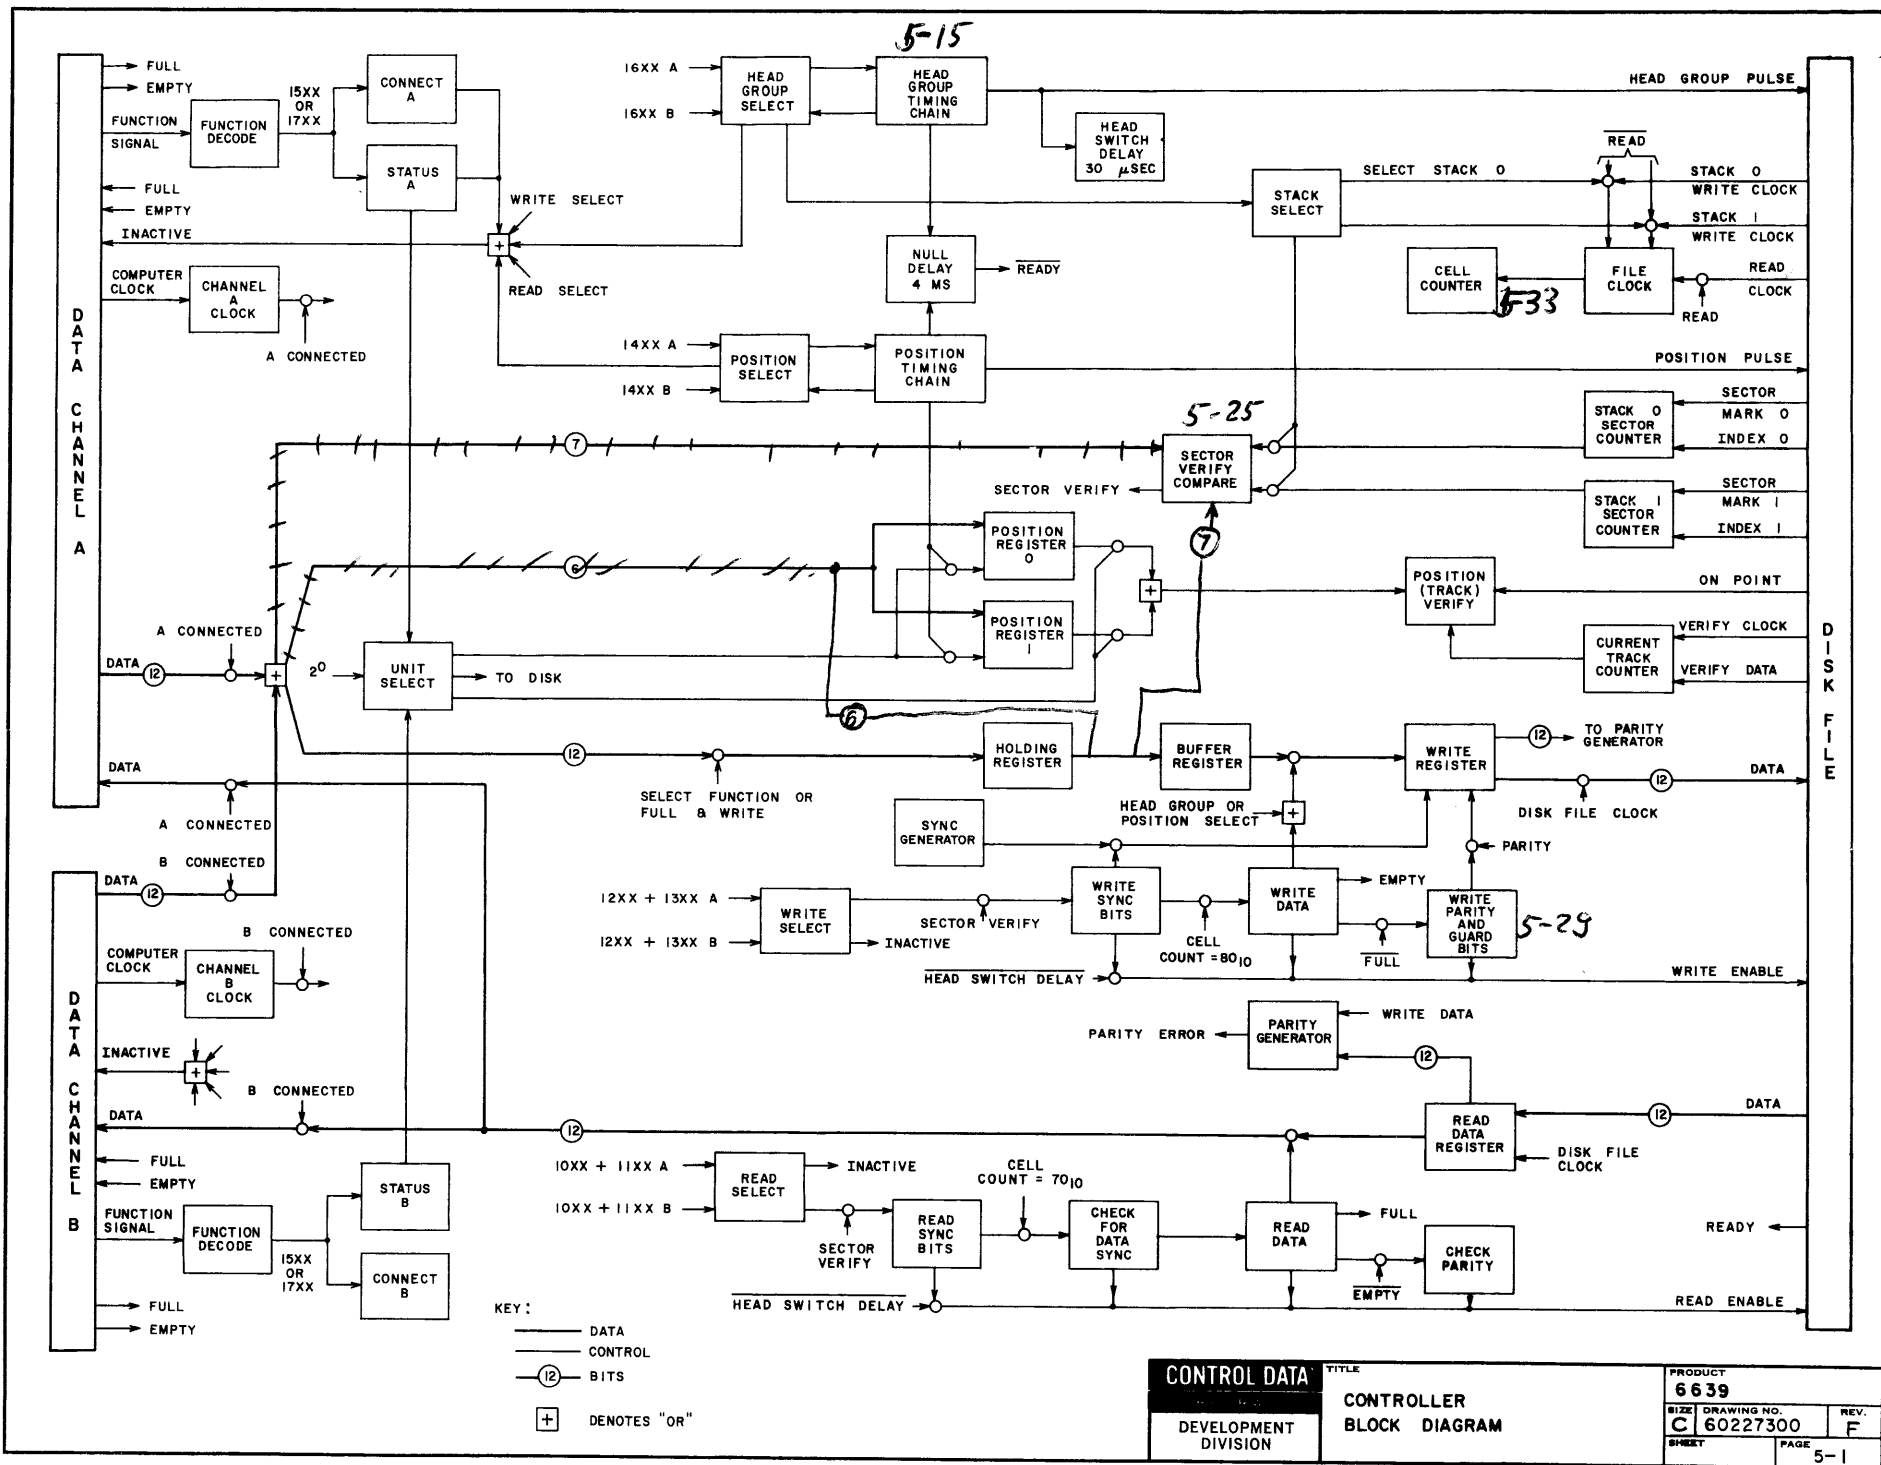 5-15
FULL
EMPTY
FUNCTION
SIGNAL
FUNCTION
DECODE
15XX
OR
17XX
CONNECT
A
STATUS
A
FULL
EMPTY
INACTIVE
WRITE SELECT
+
READ SELECT
COMPUTER
CLOCK
CHANNEL
A
CLOCK
A CONNECTED
16XX A
16XX B
HEAD
GROUP
SELECT
HEAD
GROUP
TIMING
CHAIN
HEAD GROUP PULSE
HEAD
SWITCH
DELAY
30 μSEC
NULL
DELAY
4 MS
READY
14XX A
14XX B
POSITION
SELECT
POSITION
TIMING
CHAIN
POSITION PULSE
STACK
SELECT
SELECT STACK 0
READ
STACK 0
WRITE CLOCK
STACK 1
WRITE CLOCK
CELL
COUNTER
5-33
FILE
CLOCK
READ
CLOCK
READ
DATA CHANNEL A
7
5-25
SECTOR
VERIFY
COMPARE
SECTOR VERIFY
STACK 0
SECTOR
COUNTER
SECTOR
MARK 0
INDEX 0
STACK 1
SECTOR
COUNTER
SECTOR
MARK 1
INDEX 1
6
7
POSITION
REGISTER
0
POSITION
REGISTER
1
+
POSITION
(TRACK)
VERIFY
ON POINT
CURRENT
TRACK
COUNTER
VERIFY CLOCK
VERIFY DATA
DISK FILE
A CONNECTED
DATA
12
+
2⁰
UNIT
SELECT
TO DISK
6
12
SELECT FUNCTION OR
FULL & WRITE
HOLDING
REGISTER
BUFFER
REGISTER
WRITE
REGISTER
12
TO PARITY
GENERATOR
12
DATA
DISK FILE CLOCK
DATA
A CONNECTED
HEAD GROUP OR
POSITION SELECT
+
SYNC
GENERATOR
PARITY
B CONNECTED
DATA
12
12XX + 13XX A
12XX + 13XX B
WRITE
SELECT
INACTIVE
SECTOR VERIFY
WRITE
SYNC
BITS
CELL
COUNT = 80₁₀
WRITE
DATA
EMPTY
FULL
WRITE
PARITY
AND
GUARD
BITS
5-29
HEAD SWITCH DELAY
WRITE ENABLE
B CONNECTED
COMPUTER
CLOCK
CHANNEL
B
CLOCK
DATA CHANNEL B
PARITY ERROR
PARITY
GENERATOR
WRITE DATA
12
INACTIVE
+
B CONNECTED
DATA
12
READ
DATA
REGISTER
12
DATA
DISK FILE
CLOCK
FULL
EMPTY
FUNCTION
SIGNAL
FUNCTION
DECODE
15XX
OR
17XX
STATUS
B
CONNECT
B
FULL
EMPTY
10XX + 11XX A
10XX + 11XX B
READ
SELECT
INACTIVE
SECTOR
VERIFY
READ
SYNC
BITS
CELL
COUNT = 70₁₀
CHECK
FOR
DATA
SYNC
READ
DATA
FULL
EMPTY
CHECK
PARITY
READY
HEAD SWITCH DELAY
READ ENABLE
KEY:
DATA
CONTROL
12 BITS
+ DENOTES "OR"
CONTROL DATA
DEVELOPMENT
DIVISION
TITLE
CONTROLLER
BLOCK DIAGRAM
PRODUCT
6639
SIZE
C
DRAWING NO.
60227300
REV.
F
SHEET
PAGE
5-1